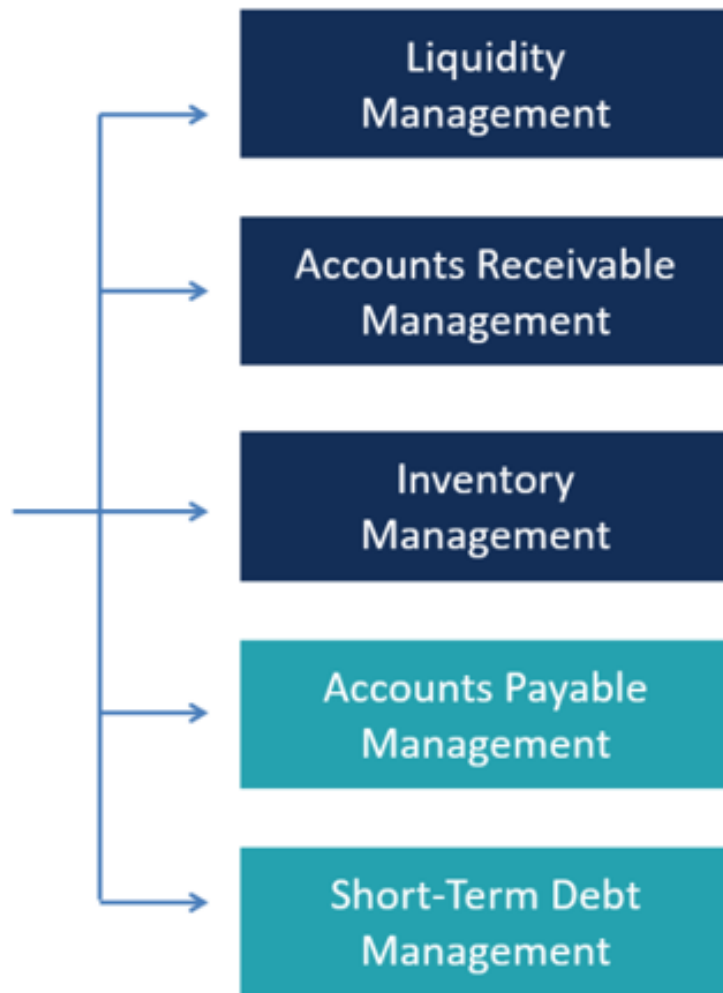 Liquidity
Management
Accounts Receivable
Management
Inventory
Management
Accounts Payable
Management
Short-Term Debt
Management